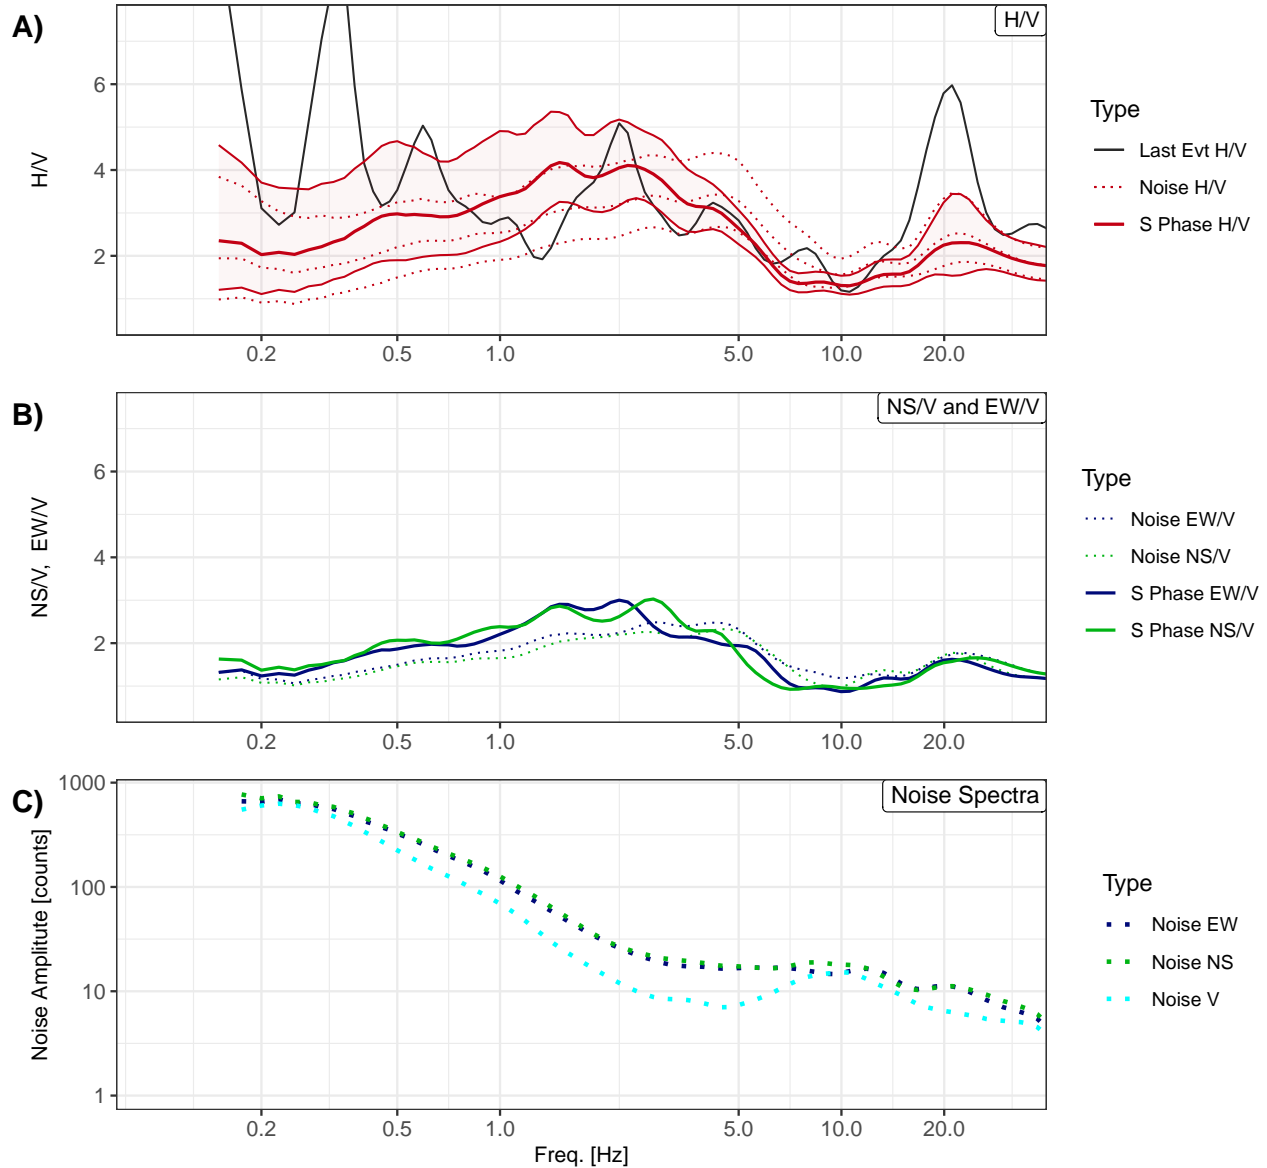 A)
H/V
6
4
2
H/V
0.2 0.5 1.0 5.0 10.0 20.0
Type
Last Evt H/V
Noise H/V
S Phase H/V
B)
NS/V and EW/V
6
4
2
NS/V, EW/V
0.2 0.5 1.0 5.0 10.0 20.0
Type
Noise EW/V
Noise NS/V
S Phase EW/V
S Phase NS/V
C)
Noise Spectra
1000
100
10
1
Noise Amplitute [counts]
0.2 0.5 1.0 5.0 10.0 20.0
Freq. [Hz]
Type
Noise EW
Noise NS
Noise V